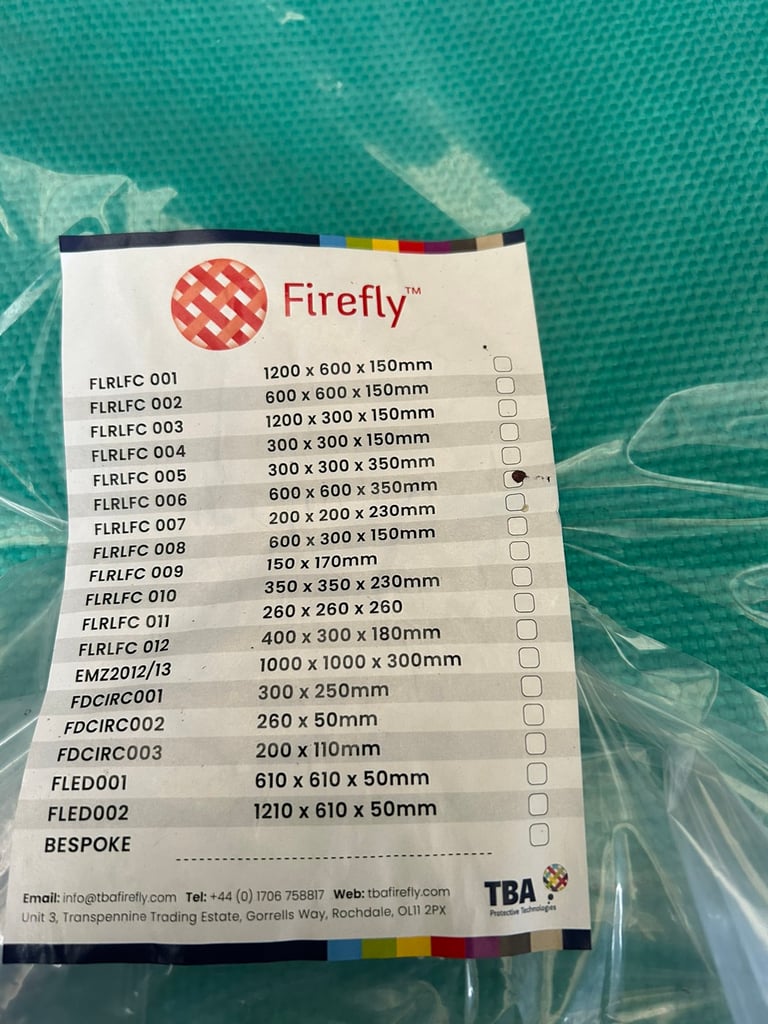 Firefly™
FLRLFC 001 1200 x 600 x 150mm
FLRLFC 002 600 x 600 x 150mm
FLRLFC 003 1200 x 300 x 150mm
FLRLFC 004 300 x 300 x 150mm
FLRLFC 005 300 x 300 x 350mm
FLRLFC 006 600 x 600 x 350mm
FLRLFC 007 200 x 200 x 230mm
FLRLFC 008 600 x 300 x 150mm
FLRLFC 009 150 x 170mm
FLRLFC 010 350 x 350 x 230mm
FLRLFC 011 260 x 260 x 260
FLRLFC 012 400 x 300 x 180mm
EMZ2012/13 1000 x 1000 x 300mm
FDCIRC001 300 x 250mm
FDCIRC002 260 x 50mm
FDCIRC003 200 x 110mm
FLED001 610 x 610 x 50mm
FLED002 1210 x 610 x 50mm
BESPOKE
Email: info@tbafirefly.com Tel: +44 (0) 1706 758817 Web: tbafirefly.com
Unit 3, Transpennine Trading Estate, Gorrells Way, Rochdale, OL11 2PX
TBA
Protective Technologies